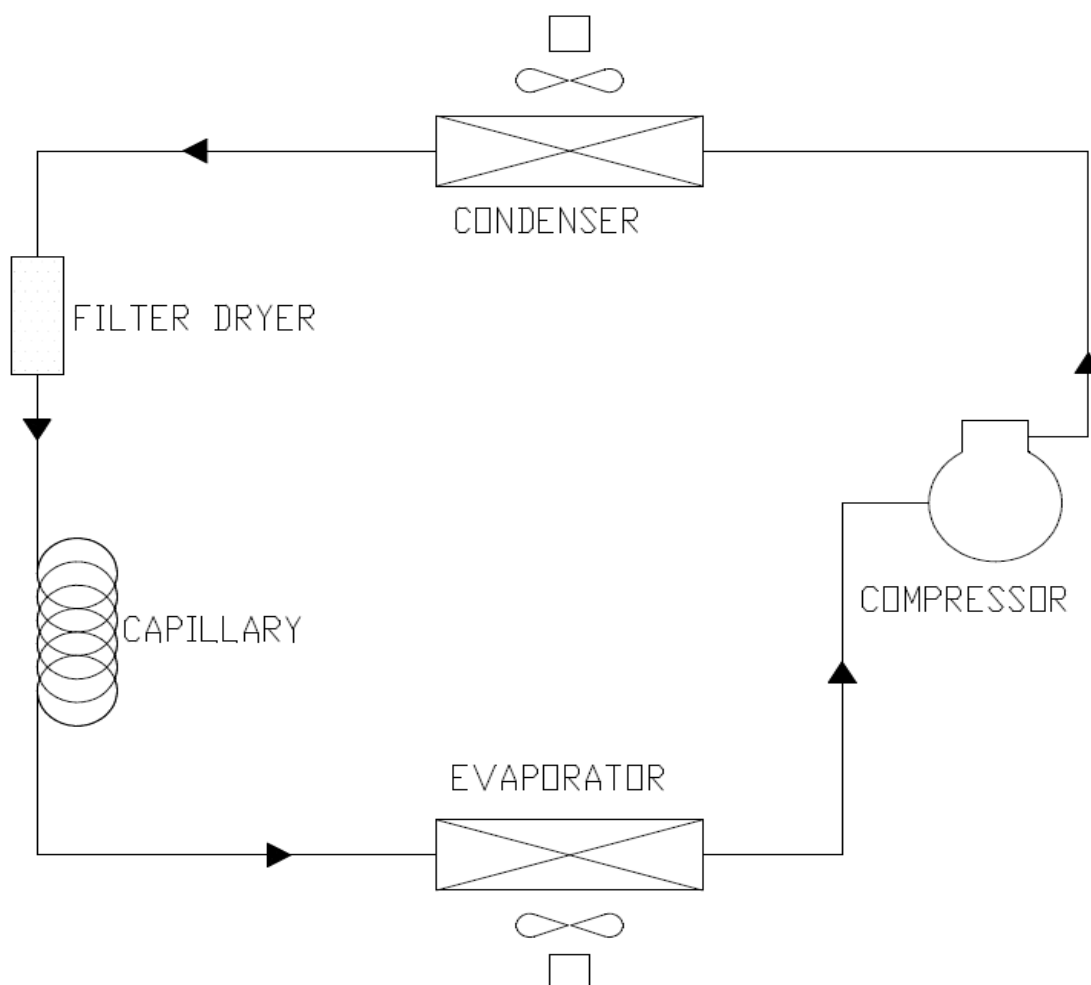 CONDENSER
FILTER DRYER
COMPRESSOR
CAPILLARY
EVAPORATOR